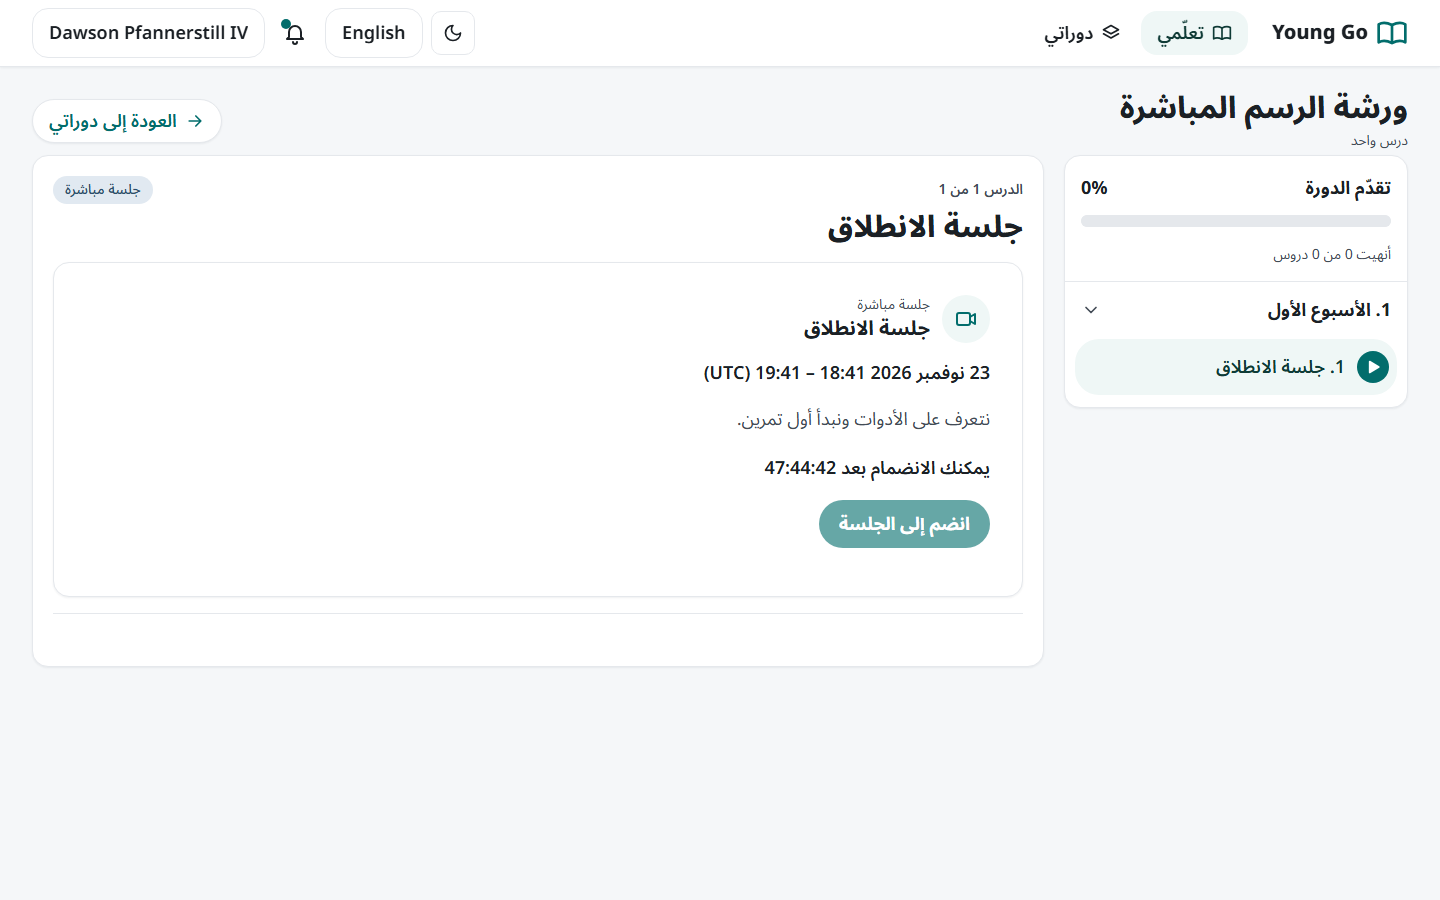 Young Go
تعلّمي
دوراتي
English
Dawson Pfannerstill IV
ورشة الرسم المباشرة
درس واحد
العودة إلى دوراتي
تقدّم الدورة
0%
أنهيت 0 من 0 دروس
1. الأسبوع الأول
1. جلسة الانطلاق
الدرس 1 من 1
جلسة مباشرة
جلسة الانطلاق
جلسة مباشرة
جلسة الانطلاق
23 نوفمبر 2026 18:41 – 19:41 (UTC)
نتعرف على الأدوات ونبدأ أول تمرين.
يمكنك الانضمام بعد 47:44:42
انضم إلى الجلسة